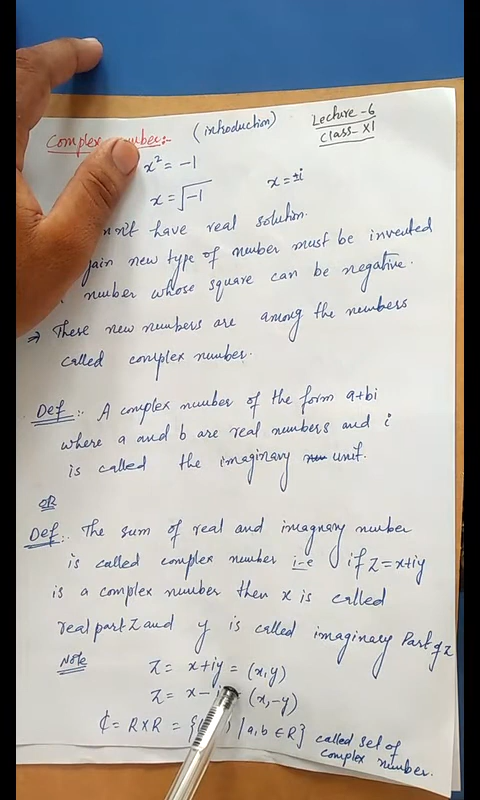 Complex number:- (introduction) Lecture -6
Class- XI
x² = -1
x = √-1 x = ±i
n't have real solution.
gain new type of number must be invented
number whose square can be negative.
⇒ These new numbers are among the numbers
called complex number.
Def :- A complex number of the form a+bi
where a and b are real numbers and i
is called the imaginary unit.
OR
Def :- The sum of real and imagnary number
is called complex number i-e if Z = x+iy
is a complex number then x is called
real part Z and y is called imaginary Part of z
Note
Z = x+iy = (x,y)
Z = x- (x,-y)
₵ = R×R = {( ) / a,b ∈ R} called set of
complex number.